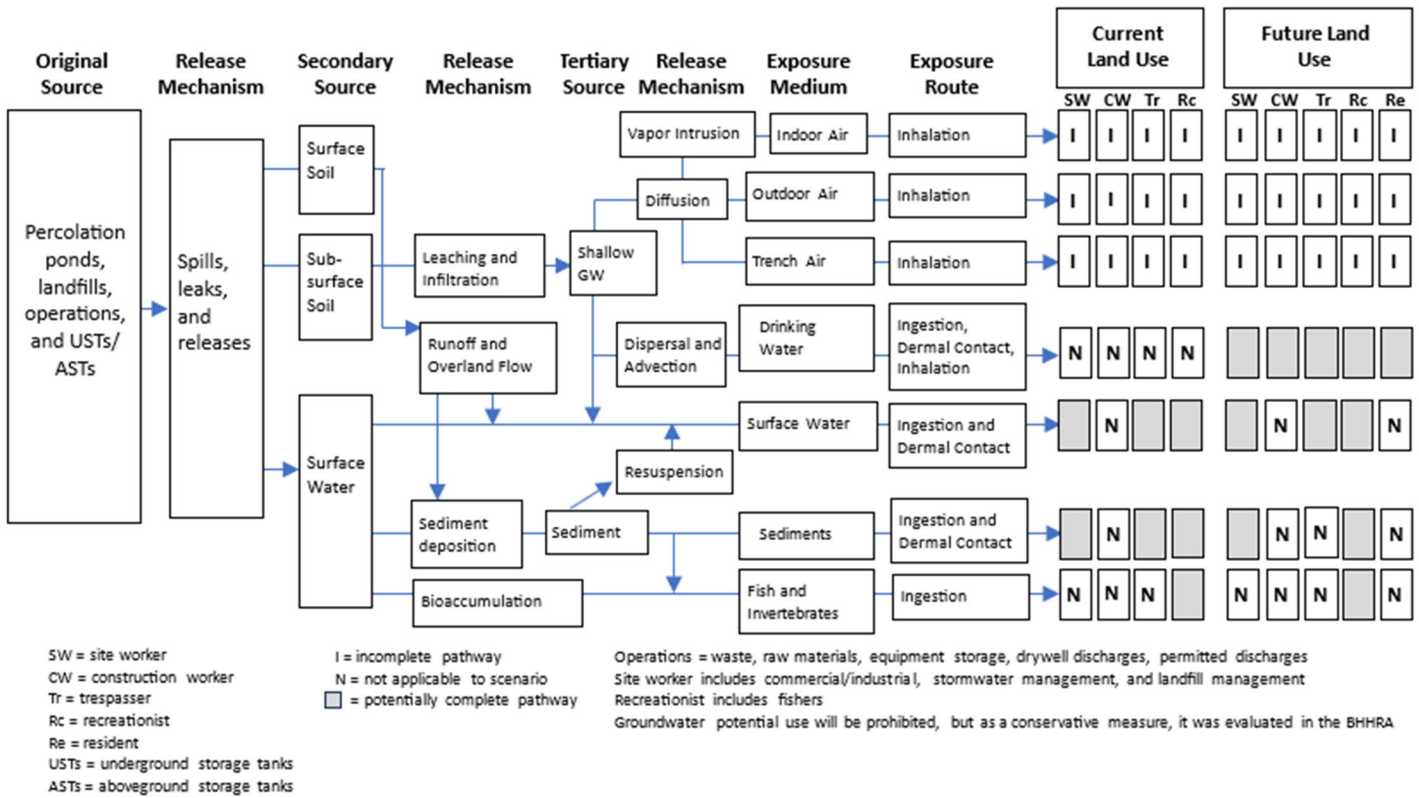 Original
Source
Release
Mechanism
Secondary
Source
Release
Mechanism
Tertiary
Source
Release
Mechanism
Exposure
Medium
Exposure
Route
Current
Land Use
Future Land
Use
SW CW Tr Rc
SW CW Tr Rc Re
Percolation
ponds,
landfills,
operations,
and USTs/
ASTs
Spills,
leaks,
and
releases
Surface
Soil
Sub-
surface
Soil
Surface
Water
Leaching and
Infiltration
Runoff and
Overland Flow
Sediment
deposition
Bioaccumulation
Shallow
GW
Sediment
Vapor Intrusion
Diffusion
Dispersal and
Advection
Resuspension
Indoor Air
Outdoor Air
Trench Air
Drinking
Water
Surface Water
Sediments
Fish and
Invertebrates
Inhalation
Inhalation
Inhalation
Ingestion,
Dermal Contact,
Inhalation
Ingestion and
Dermal Contact
Ingestion and
Dermal Contact
Ingestion
I I I I I I I I I
I I I I I I I I I
I I I I I I I I I
N N N N
N N N
N N N N
N N N N N N N
SW = site worker
CW = construction worker
Tr = trespasser
Rc = recreationist
Re = resident
USTs = underground storage tanks
ASTs = aboveground storage tanks
I = incomplete pathway
N = not applicable to scenario
= potentially complete pathway
Operations = waste, raw materials, equipment storage, drywell discharges, permitted discharges
Site worker includes commercial/industrial, stormwater management, and landfill management
Recreationist includes fishers
Groundwater potential use will be prohibited, but as a conservative measure, it was evaluated in the BHHRA